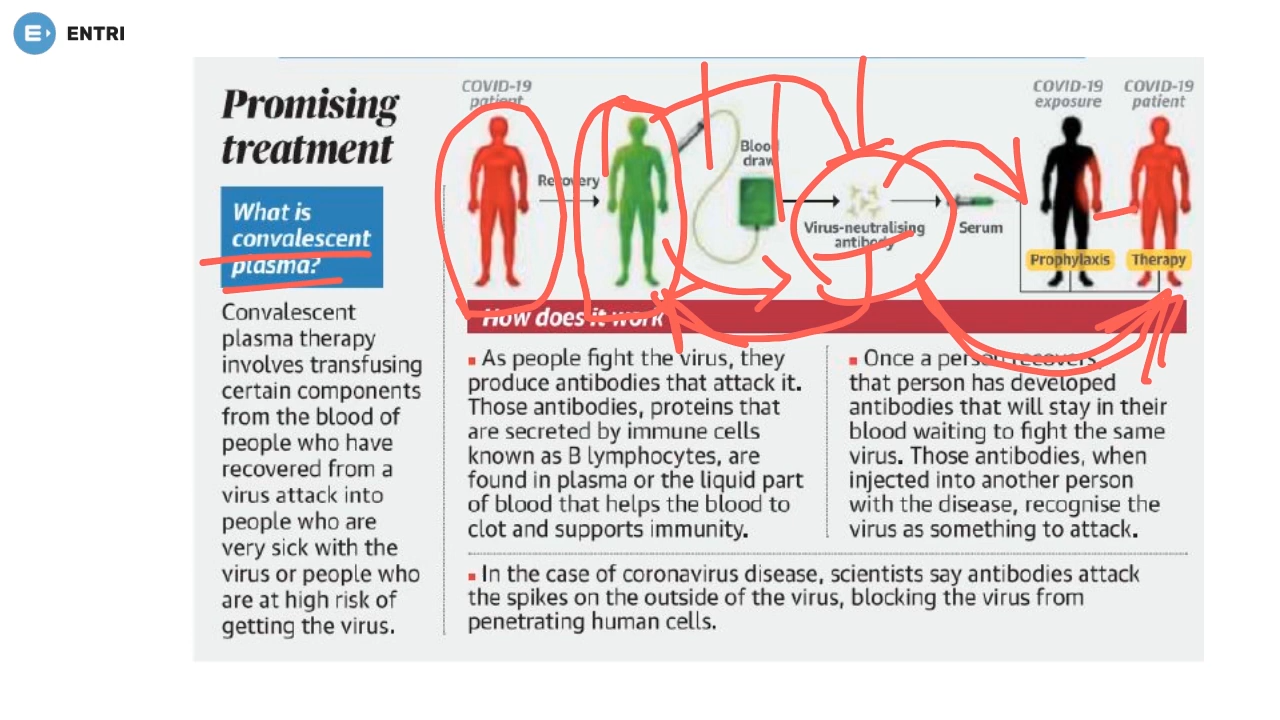 ENTRI
Promising
treatment
What is
convalescent
plasma?
Convalescent
plasma therapy
involves transfusing
certain components
from the blood of
people who have
recovered from a
virus attack into
people who are
very sick with the
virus or people who
are at high risk of
getting the virus.
COVID-19
patient
Recovery
Blood
draw
Virus-neutralising
antibody
Serum
COVID-19
exposure
COVID-19
patient
Prophylaxis
Therapy
How does it work
As people fight the virus, they
produce antibodies that attack it.
Those antibodies, proteins that
are secreted by immune cells
known as B lymphocytes, are
found in plasma or the liquid part
of blood that helps the blood to
clot and supports immunity.
Once a person recovers,
that person has developed
antibodies that will stay in their
blood waiting to fight the same
virus. Those antibodies, when
injected into another person
with the disease, recognise the
virus as something to attack.
In the case of coronavirus disease, scientists say antibodies attack
the spikes on the outside of the virus, blocking the virus from
penetrating human cells.